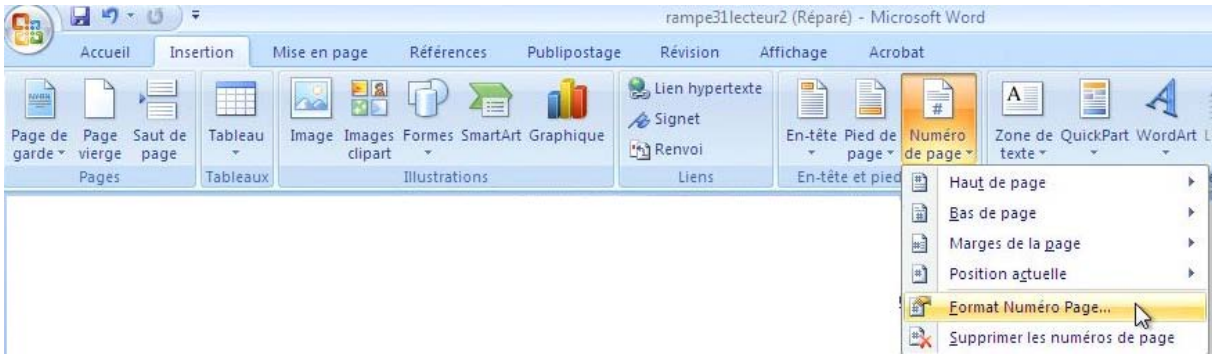 rampe31lecteur2 (Réparé) - Microsoft Word
Accueil Insertion Mise en page Références Publipostage Révision Affichage Acrobat
Page de garde Page vierge Saut de page
Tableau
Image Images clipart Formes SmartArt Graphique
Lien hypertexte
Signet
Renvoi
En-tête Pied de page Numéro de page
Zone de texte QuickPart WordArt
Pages Tableaux Illustrations Liens En-tête et pied
Haut de page
Bas de page
Marges de la page
Position actuelle
Format Numéro Page...
Supprimer les numéros de page